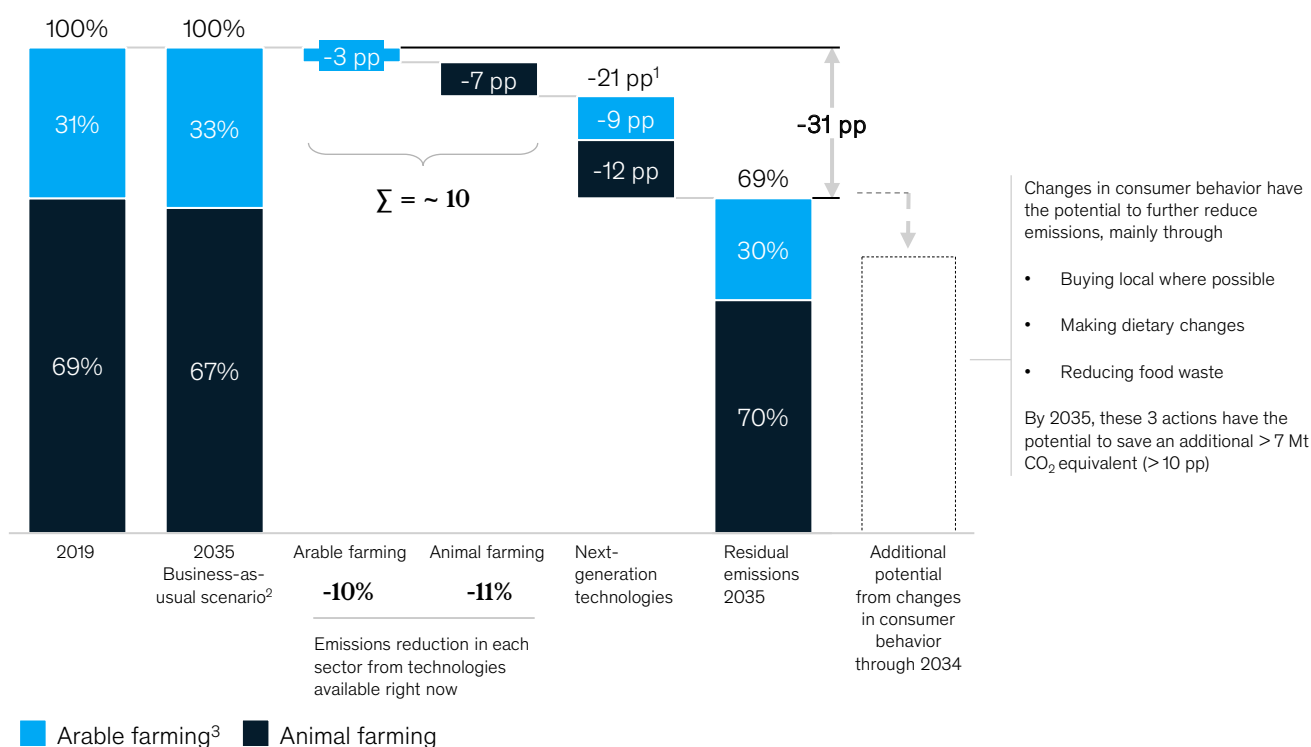 100%
100%
31%
69%
33%
67%
-3 pp
-7 pp
∑ = ~ 10
-21 pp¹
-9 pp
-12 pp
69%
30%
70%
-31 pp
Changes in consumer behavior have
the potential to further reduce
emissions, mainly through
• Buying local where possible
• Making dietary changes
• Reducing food waste
By 2035, these 3 actions have the
potential to save an additional > 7 Mt
CO₂ equivalent (> 10 pp)
2019
2035
Business-as-
usual scenario²
Arable farming
-10%
Animal farming
-11%
Emissions reduction in each
sector from technologies
available right now
Next-
generation
technologies
Residual
emissions
2035
Additional
potential
from changes
in consumer
behavior
through 2034
Arable farming³
Animal farming